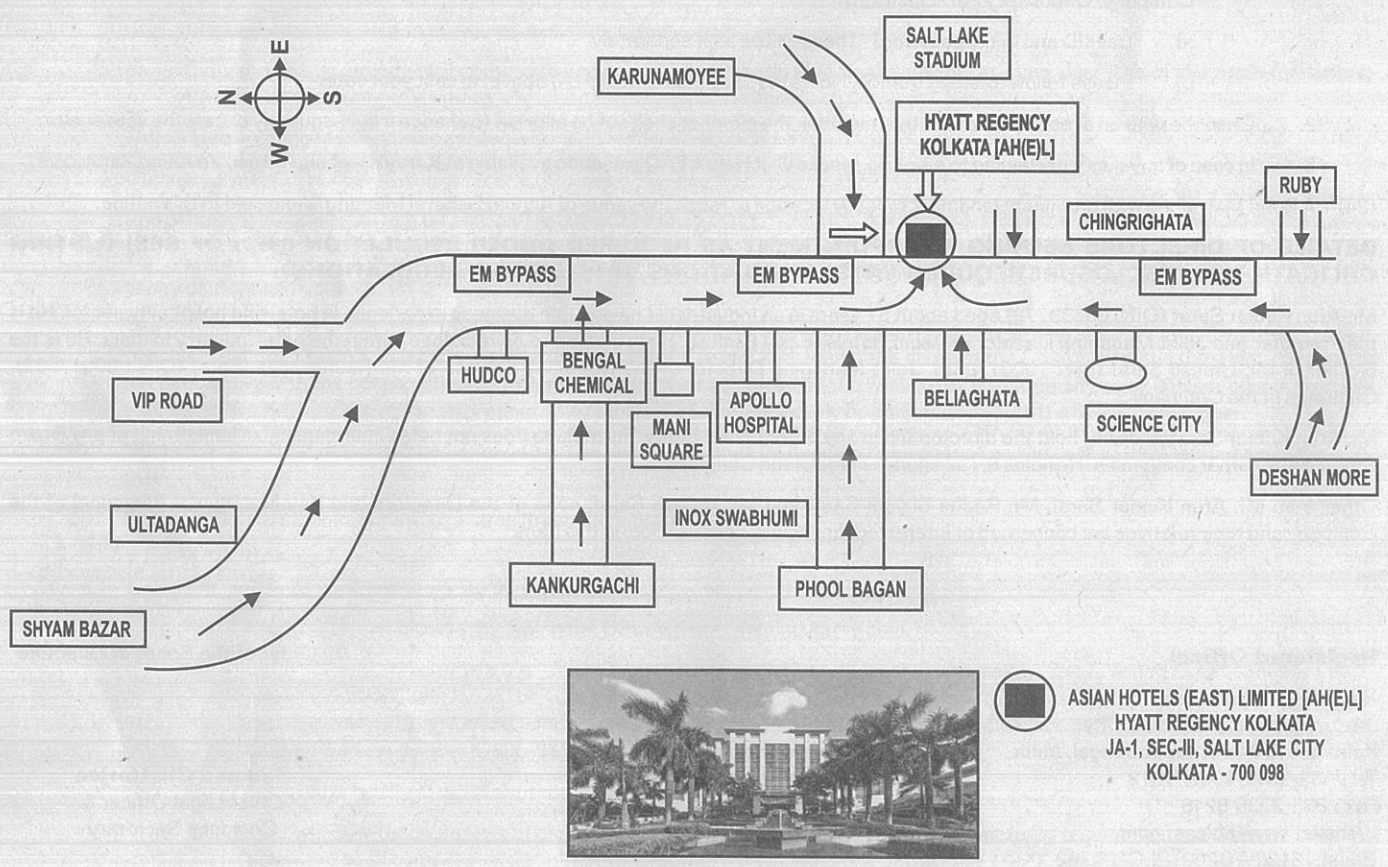 SALT LAKE
STADIUM
KARUNAMOYEE
E
N
S
W
HYATT REGENCY
KOLKATA [AH(E)L]
RUBY
CHINGRIGHATA
EM BYPASS
EM BYPASS
EM BYPASS
VIP ROAD
HUDCO
BENGAL
CHEMICAL
MANI
SQUARE
APOLLO
HOSPITAL
BELIAGHATA
SCIENCE CITY
DESHAN MORE
ULTADANGA
INOX SWABHUMI
KANKURGACHI
PHOOL BAGAN
SHYAM BAZAR
ASIAN HOTELS (EAST) LIMITED [AH(E)L]
HYATT REGENCY KOLKATA
JA-1, SEC-III, SALT LAKE CITY
KOLKATA - 700 098